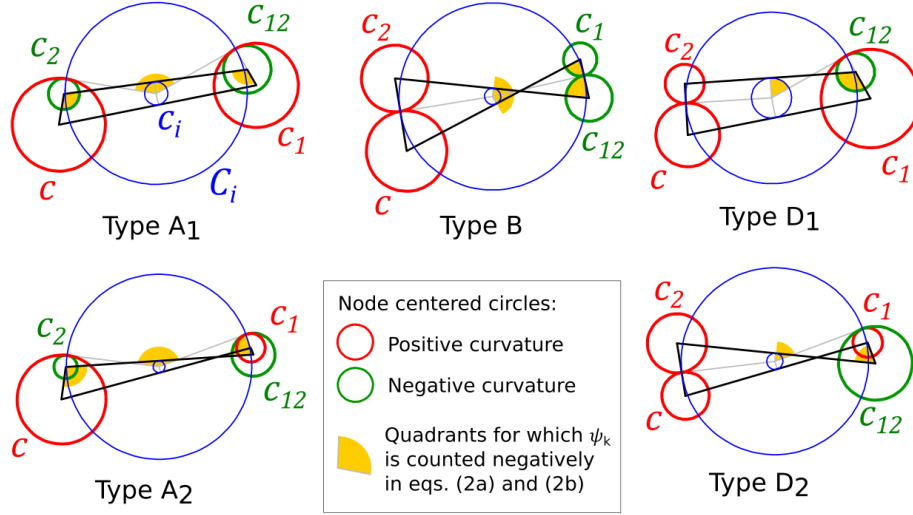 c2
c12
ci
c
Ci
c1
Type A1
c2
c1
c
c12
Type B
c2
c12
c
c1
Type D1
c2
c1
c
c12
Type A2
Node centered circles:
Positive curvature
Negative curvature
Quadrants for which ψk
is counted negatively
in eqs. (2a) and (2b)
c2
c1
c
c12
Type D2